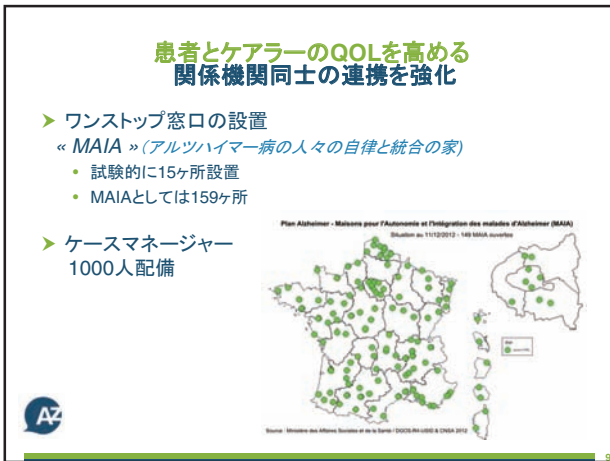 患者とケアラーのQOLを高める
関係機関同士の連携を強化
➤ ワンストップ窓口の設置
« MAIA »(アルツハイマー病の人々の自律と統合の家)
• 試験的に15ヶ所設置
• MAIAとしては159ヶ所
➤ ケースマネージャー
1000人配備
Plan Alzheimer - Maisons pour l'Autonomie et l'Intégration des malades d'Alzheimer (MAIA)
Situation au 11/12/2012 - 149 MAIA ouvertes
Source : Ministère des Affaires Sociales et de la Santé / DGOS-R4-USID & CNSA 2012
AZ
9